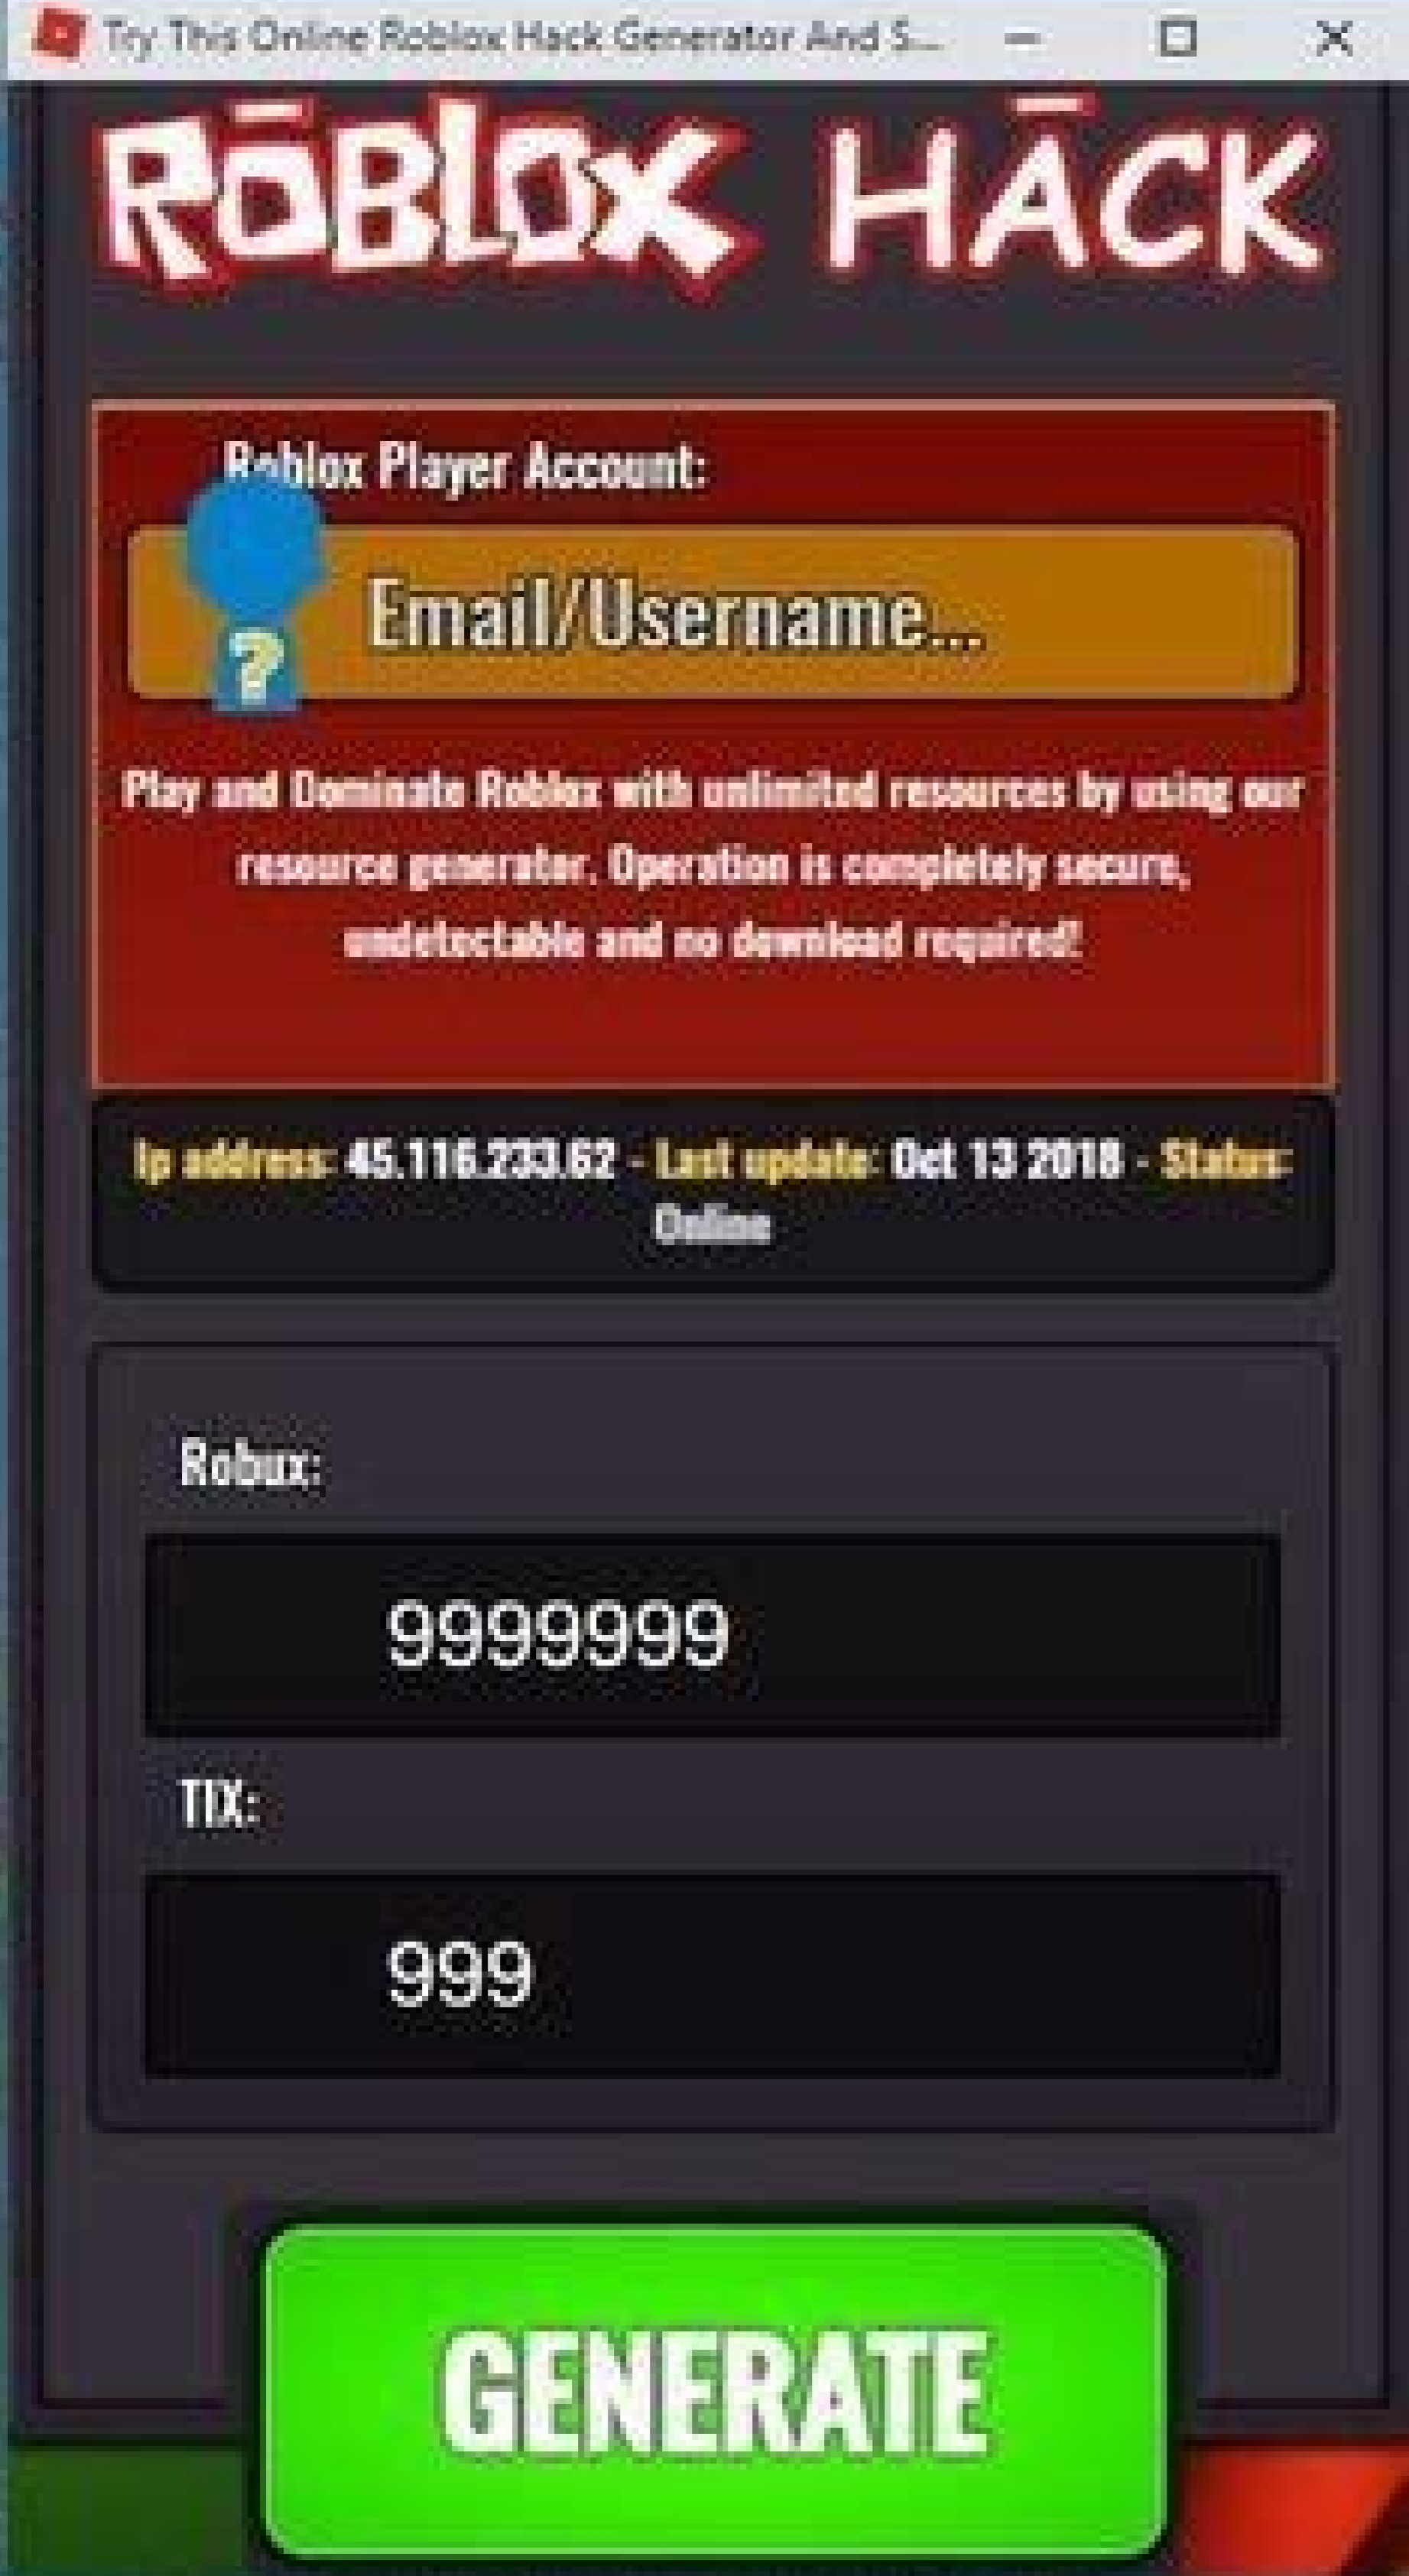 Try This Online Roblox Hack Generator And S...
RŌBLOX HĀCK
Roblox Player Account:
Email/Username...
?
Play and Dominate Roblox with unlimited resources by using our
resource generator. Operation is completely secure,
undetectable and no download required!
Ip address: 45.116.233.62 - Last update: Oct 13 2018 - Status:
Online
Robux:
9999999
TIX:
999
GENERATE